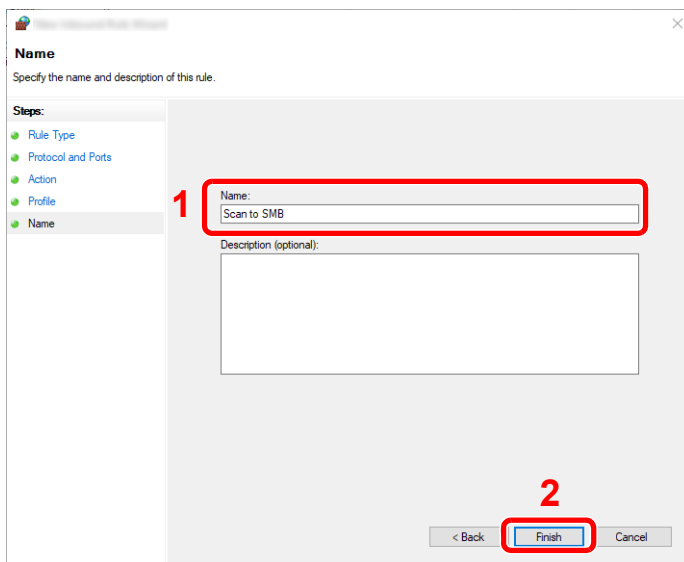 Name
Specify the name and description of this rule.
Steps:
Rule Type
Protocol and Ports
Action
Profile
Name
1
Name:
Scan to SMB
Description (optional):
2
< Back
Finish
Cancel